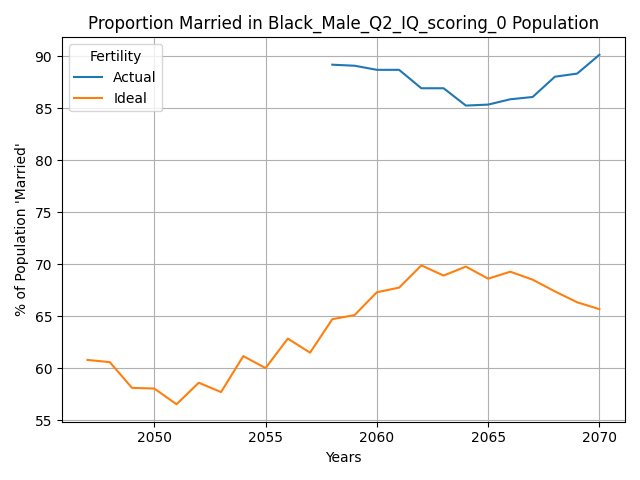 Proportion Married in Black_Male_Q2_IQ_scoring_0 Population
Fertility
Actual
Ideal
% of Population 'Married'
90
85
80
75
70
65
60
55
2050
2055
2060
2065
2070
Years